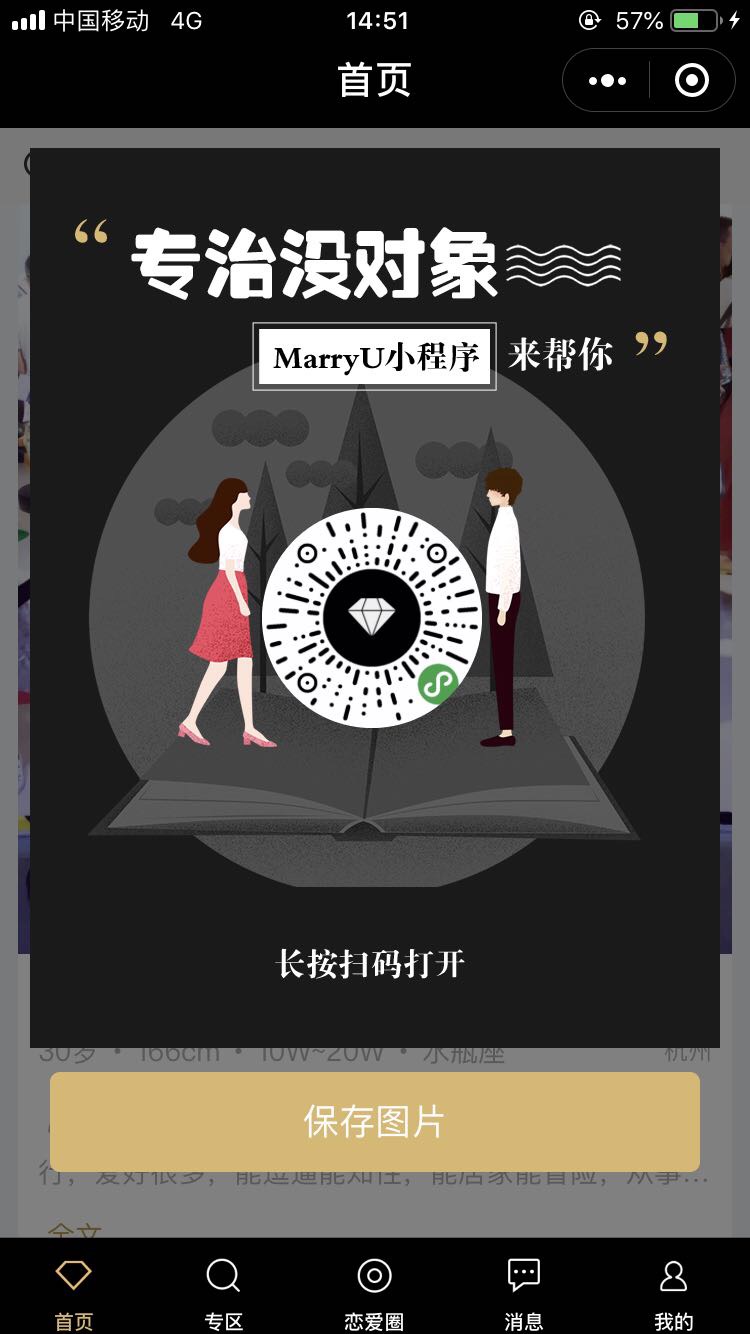 中国移动 4G 14:51 57%
首页
“专治没对象
MarryU小程序 来帮你”
长按扫码打开
30岁 · 166cm · 10W~20W · 水瓶座 杭州
保存图片
行，爱好很多，能逗逼能知性，能居家能冒险，从事...
全文
首页 专区 恋爱圈 消息 我的